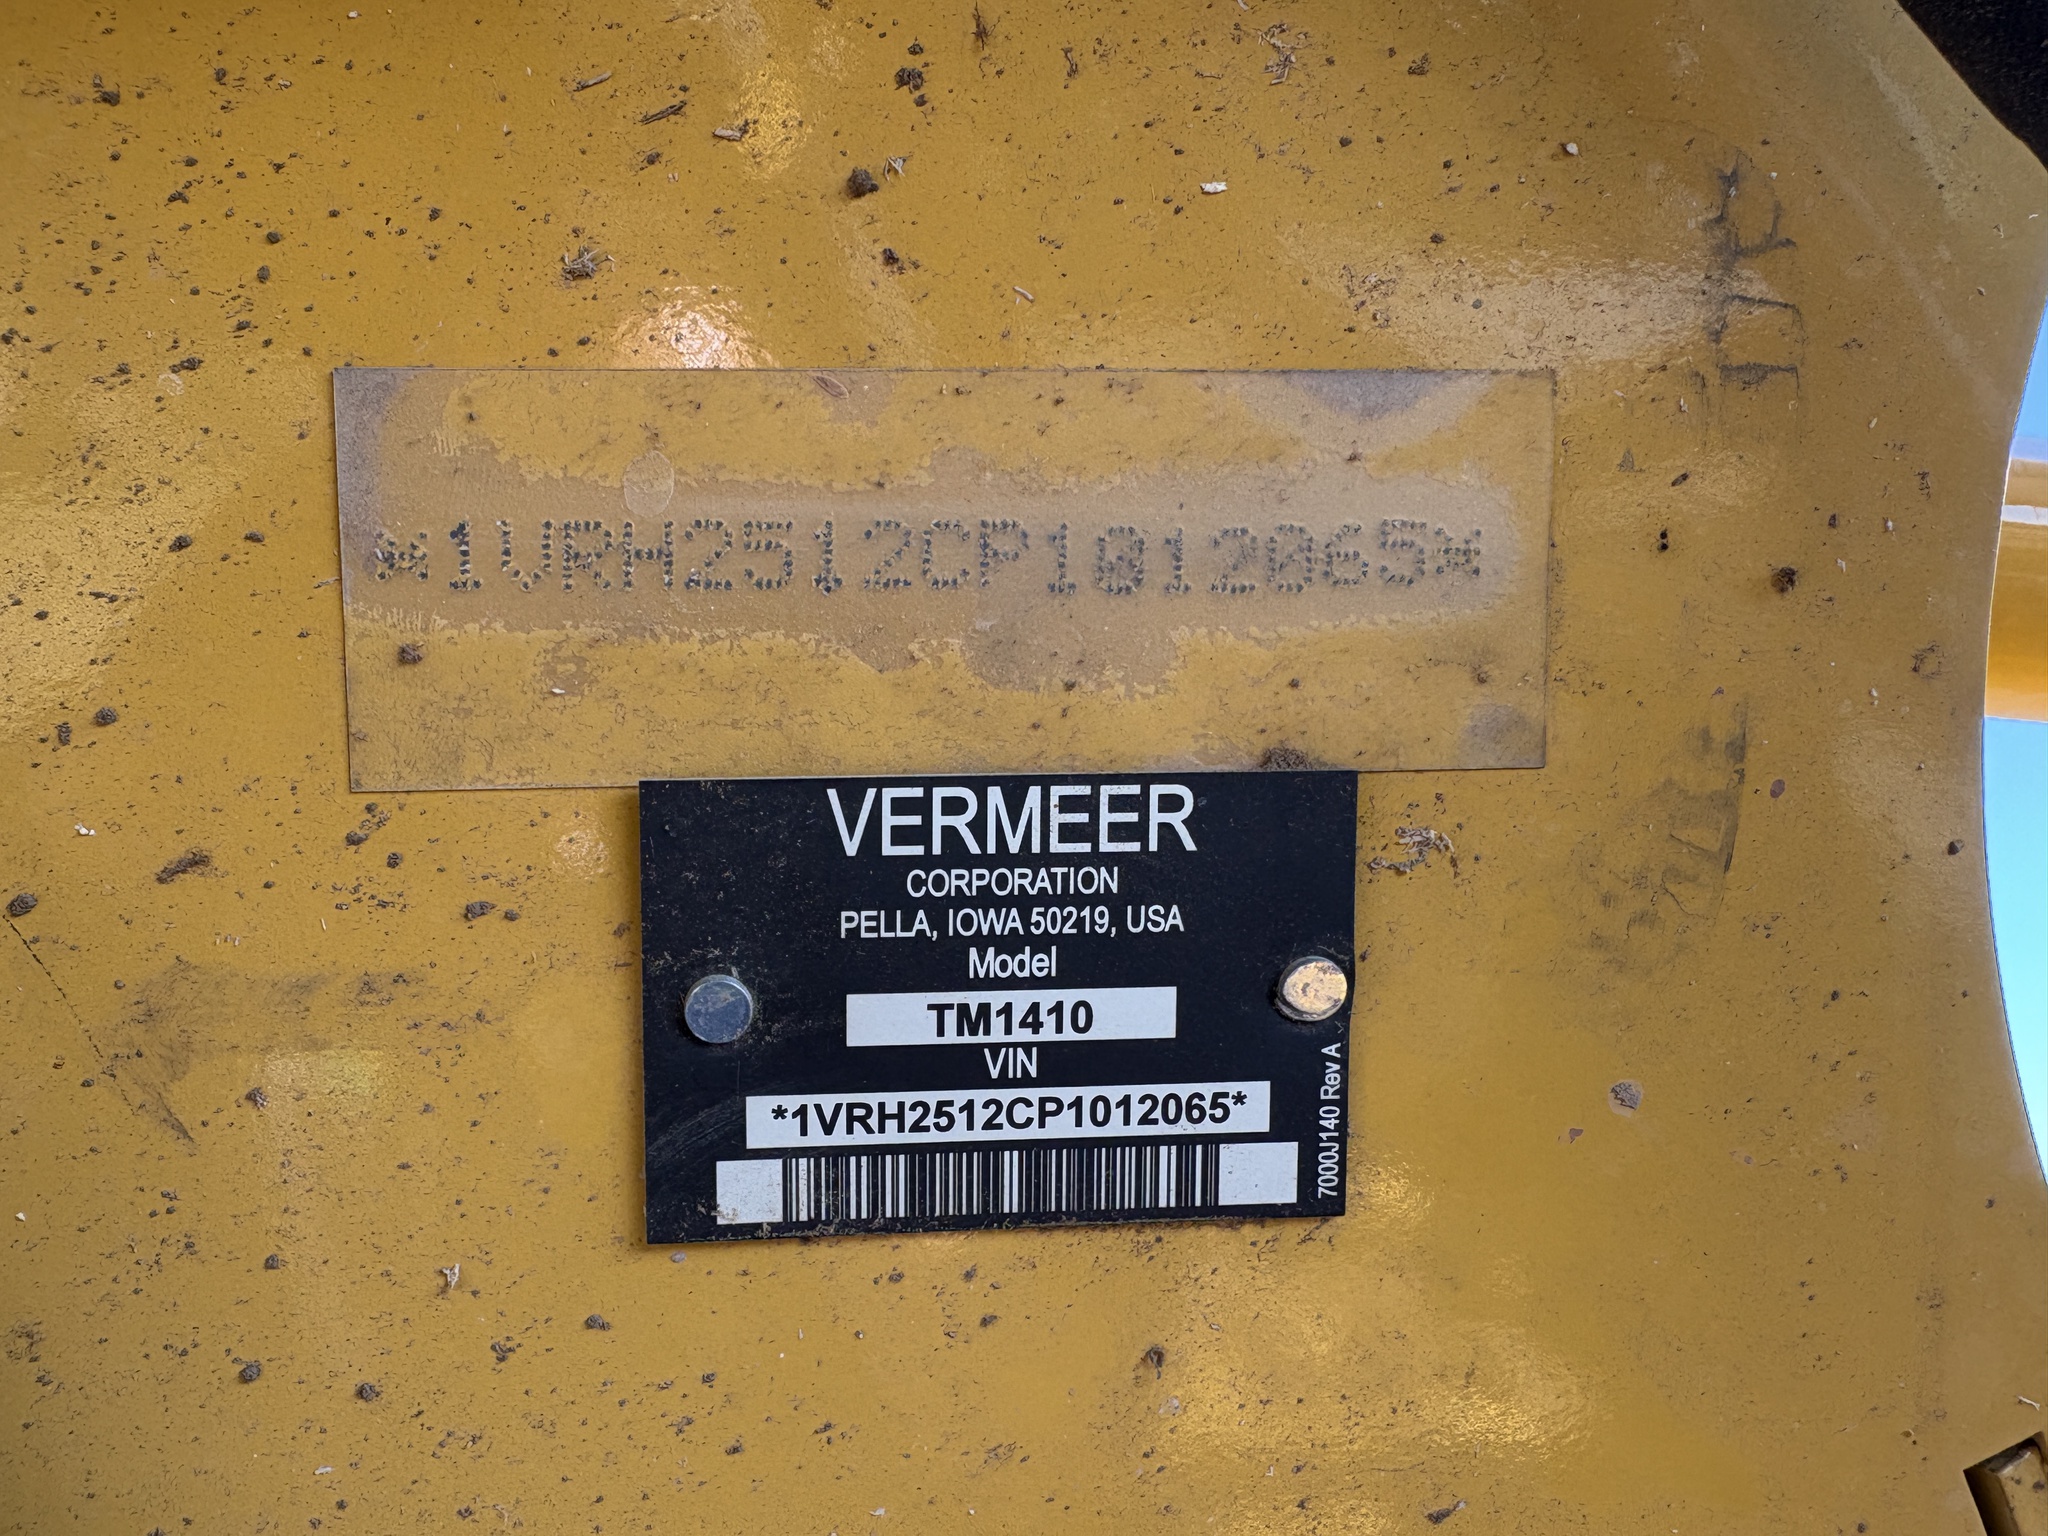 *1VRH2512CP1012065*
VERMEER
CORPORATION
PELLA, IOWA 50219, USA
Model
TM1410
VIN
*1VRH2512CP1012065*
7000J140 Rev A